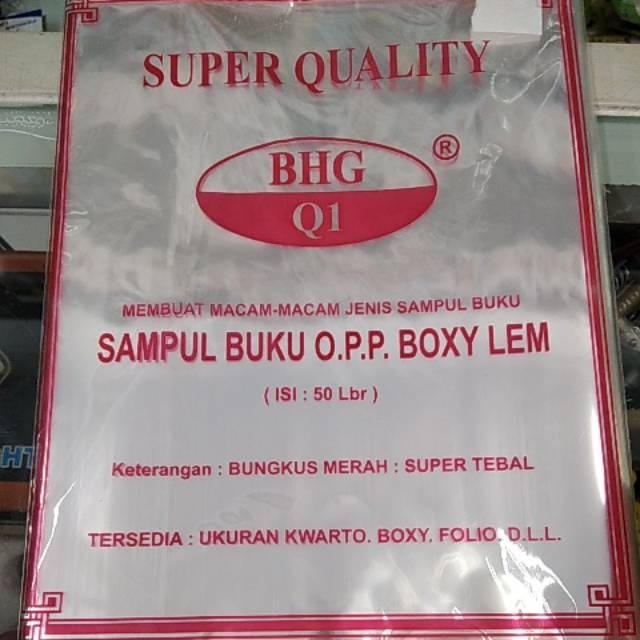 SUPER QUALITY
BHG ®
Q1
MEMBUAT MACAM-MACAM JENIS SAMPUL BUKU
SAMPUL BUKU O.P.P. BOXY LEM
( ISI : 50 Lbr )
Keterangan : BUNGKUS MERAH : SUPER TEBAL
TERSEDIA : UKURAN KWARTO. BOXY. FOLIO. D.L.L.